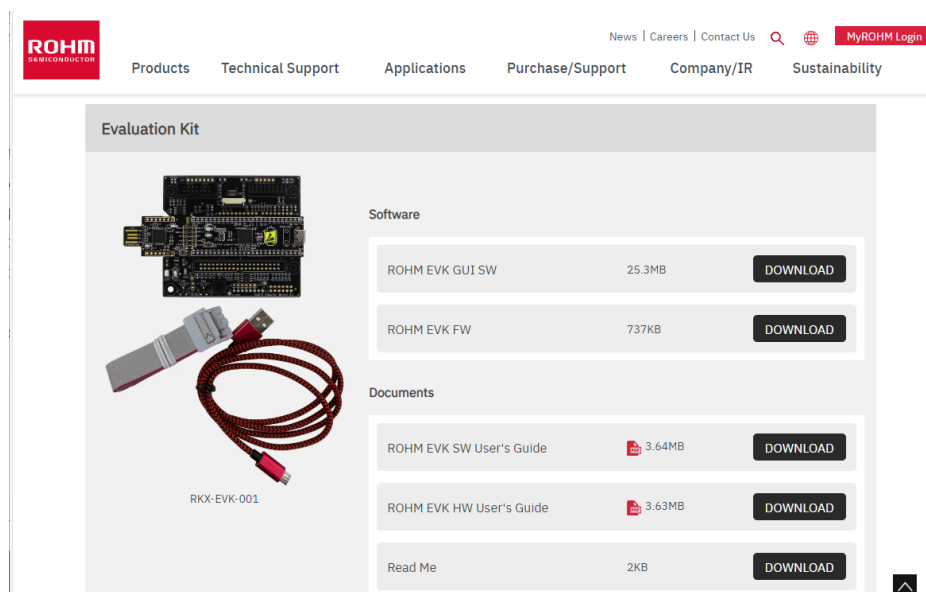 ROHM
SEMICONDUCTOR
News | Careers | Contact Us
MyROHM Login
Products Technical Support Applications Purchase/Support Company/IR Sustainability
Evaluation Kit
Software
ROHM EVK GUI SW 25.3MB DOWNLOAD
ROHM EVK FW 737KB DOWNLOAD
Documents
ROHM EVK SW User's Guide 3.64MB DOWNLOAD
RKX-EVK-001
ROHM EVK HW User's Guide 3.63MB DOWNLOAD
Read Me 2KB DOWNLOAD